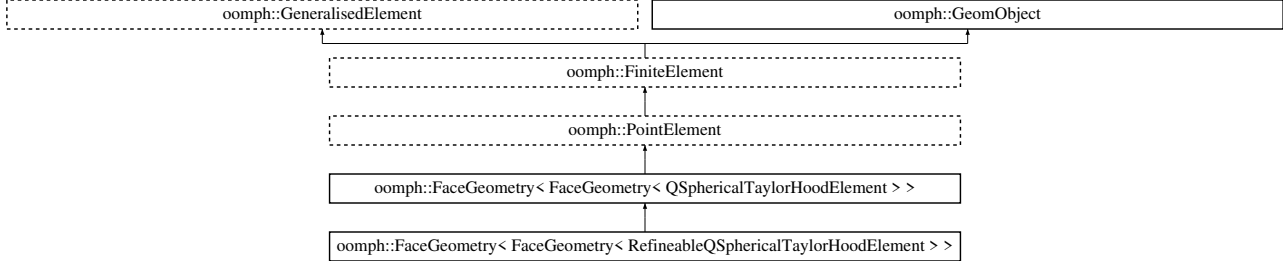 oomph::GeneralisedElement
oomph::GeomObject
oomph::FiniteElement
oomph::PointElement
oomph::FaceGeometry< FaceGeometry< QSphericalTaylorHoodElement > >
oomph::FaceGeometry< FaceGeometry< RefineableQSphericalTaylorHoodElement > >